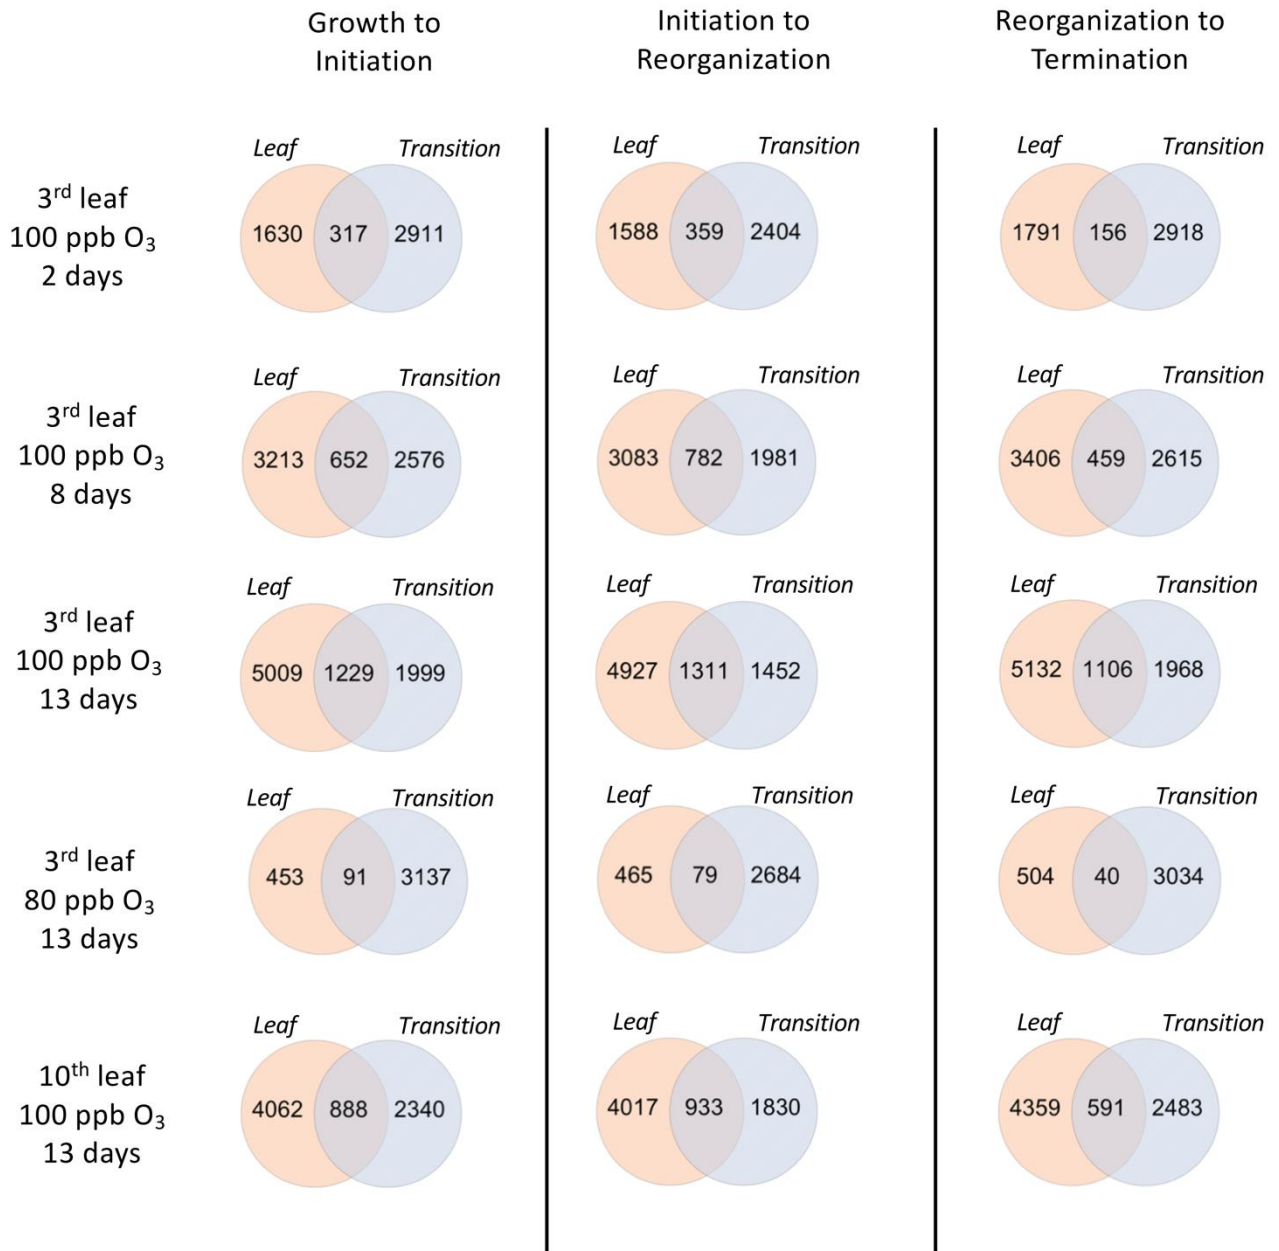 Growth to
Initiation
Initiation to
Reorganization
Reorganization to
Termination
3rd leaf
100 ppb O3
2 days
Leaf Transition
1630 317 2911
Leaf Transition
1588 359 2404
Leaf Transition
1791 156 2918
3rd leaf
100 ppb O3
8 days
Leaf Transition
3213 652 2576
Leaf Transition
3083 782 1981
Leaf Transition
3406 459 2615
3rd leaf
100 ppb O3
13 days
Leaf Transition
5009 1229 1999
Leaf Transition
4927 1311 1452
Leaf Transition
5132 1106 1968
3rd leaf
80 ppb O3
13 days
Leaf Transition
453 91 3137
Leaf Transition
465 79 2684
Leaf Transition
504 40 3034
10th leaf
100 ppb O3
13 days
Leaf Transition
4062 888 2340
Leaf Transition
4017 933 1830
Leaf Transition
4359 591 2483